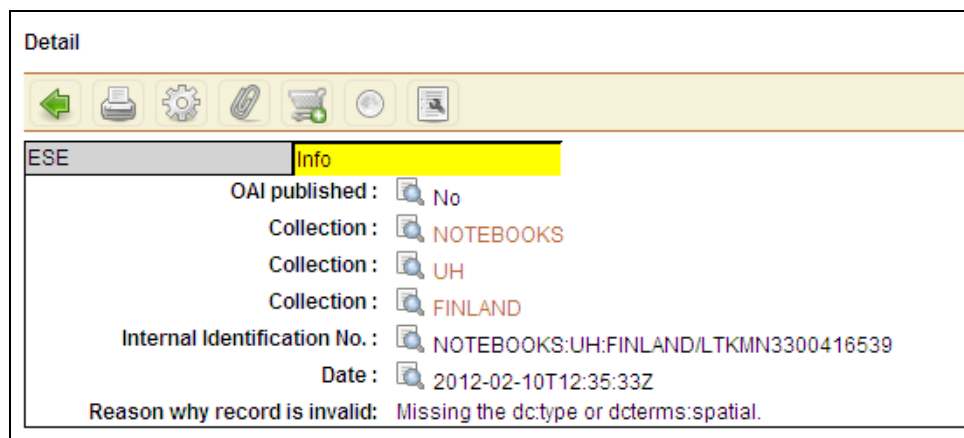 Detail
ESE Info
OAI published : No
Collection : NOTEBOOKS
Collection : UH
Collection : FINLAND
Internal Identification No. : NOTEBOOKS:UH:FINLAND/LTKMN3300416539
Date : 2012-02-10T12:35:33Z
Reason why record is invalid: Missing the dc:type or dcterms:spatial.